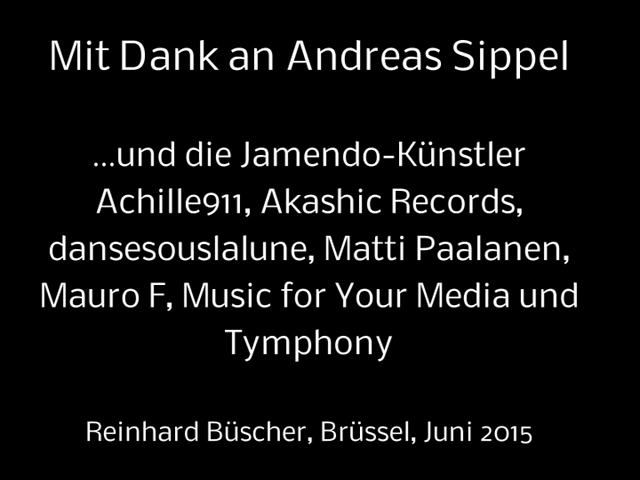 Mit Dank an Andreas Sippel
...und die Jamendo-Künstler
Achille911, Akashic Records,
dansesouslalune, Matti Paalanen,
Mauro F, Music for Your Media und
Tymphony
Reinhard Büscher, Brüssel, Juni 2015